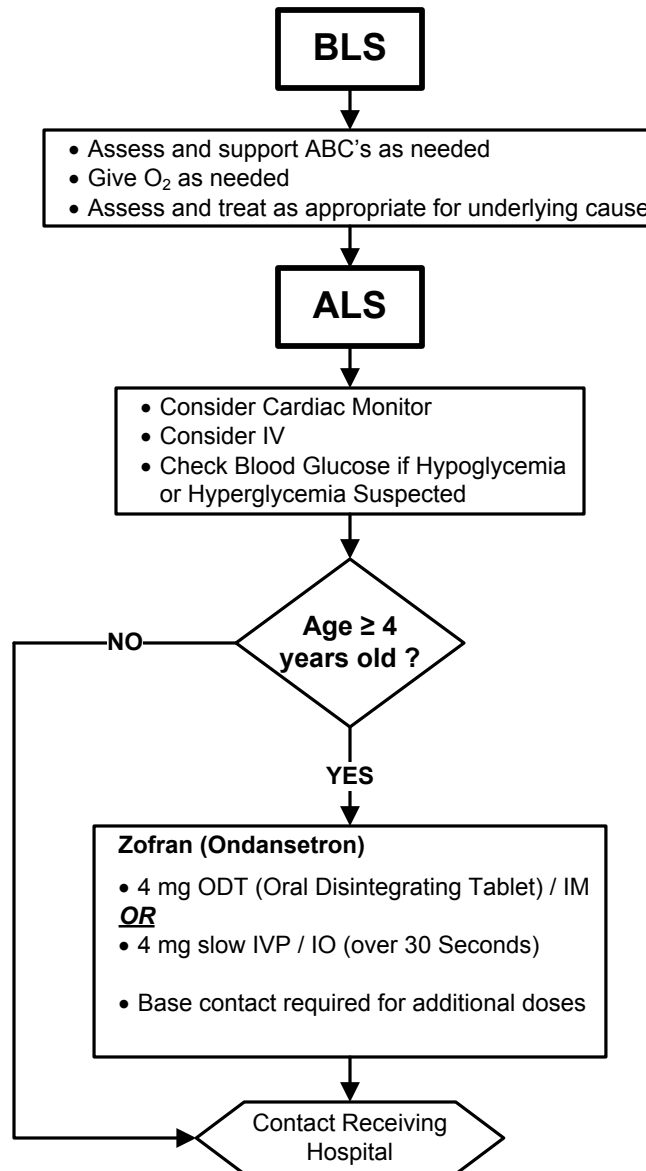 BLS
• Assess and support ABC’s as needed
• Give O₂ as needed
• Assess and treat as appropriate for underlying cause
ALS
• Consider Cardiac Monitor
• Consider IV
• Check Blood Glucose if Hypoglycemia
or Hyperglycemia Suspected
Age ≥ 4
years old ?
NO
YES
Zofran (Ondansetron)
• 4 mg ODT (Oral Disintegrating Tablet) / IM
OR
• 4 mg slow IVP / IO (over 30 Seconds)
• Base contact required for additional doses
Contact Receiving
Hospital